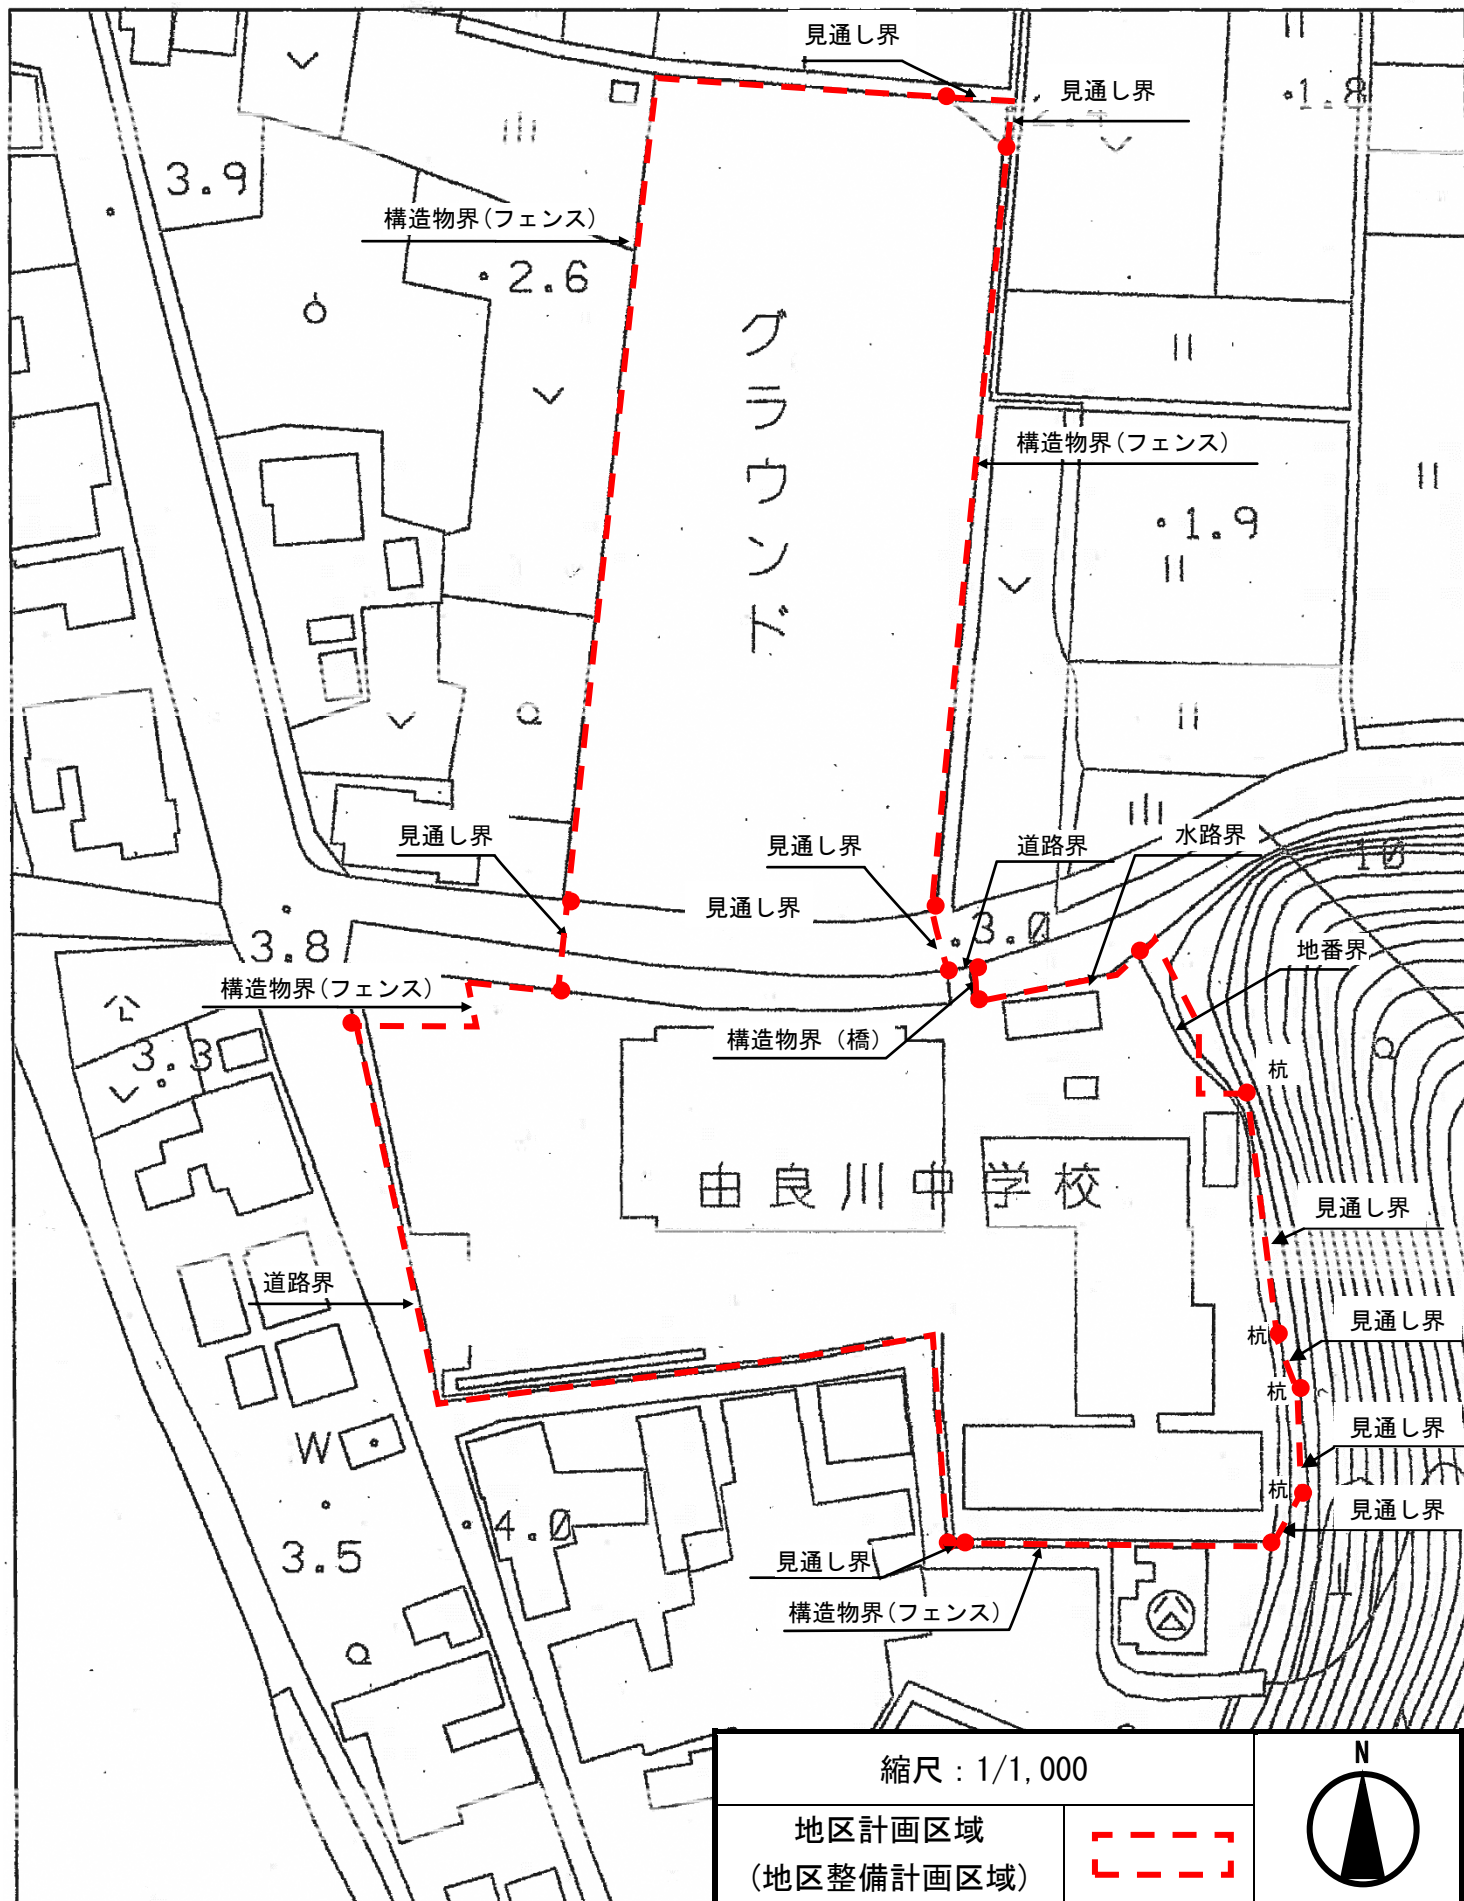 見通し界
見通し界
1.8
3.9
構造物界(フェンス)
2.6
グラウンド
構造物界(フェンス)
1.9
見通し界
見通し界
道路界
水路界
10
見通し界
3.8
3.0
地番界
構造物界(フェンス)
構造物界(橋)
3.3
杭
由良川中学校
見通し界
道路界
見通し界
杭
杭
見通し界
W
杭
見通し界
4.0
3.5
見通し界
構造物界(フェンス)
縮尺:1/1,000
N
地区計画区域
(地区整備計画区域)